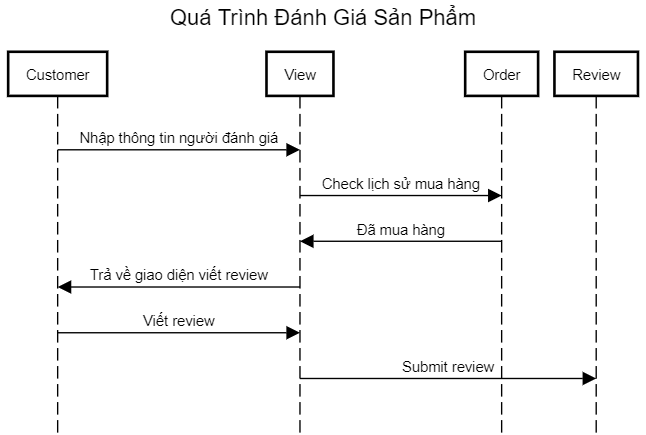 Quá Trình Đánh Giá Sản Phẩm
Customer
View
Order
Review
Nhập thông tin người đánh giá
Check lịch sử mua hàng
Đã mua hàng
Trả về giao diện viết review
Viết review
Submit review